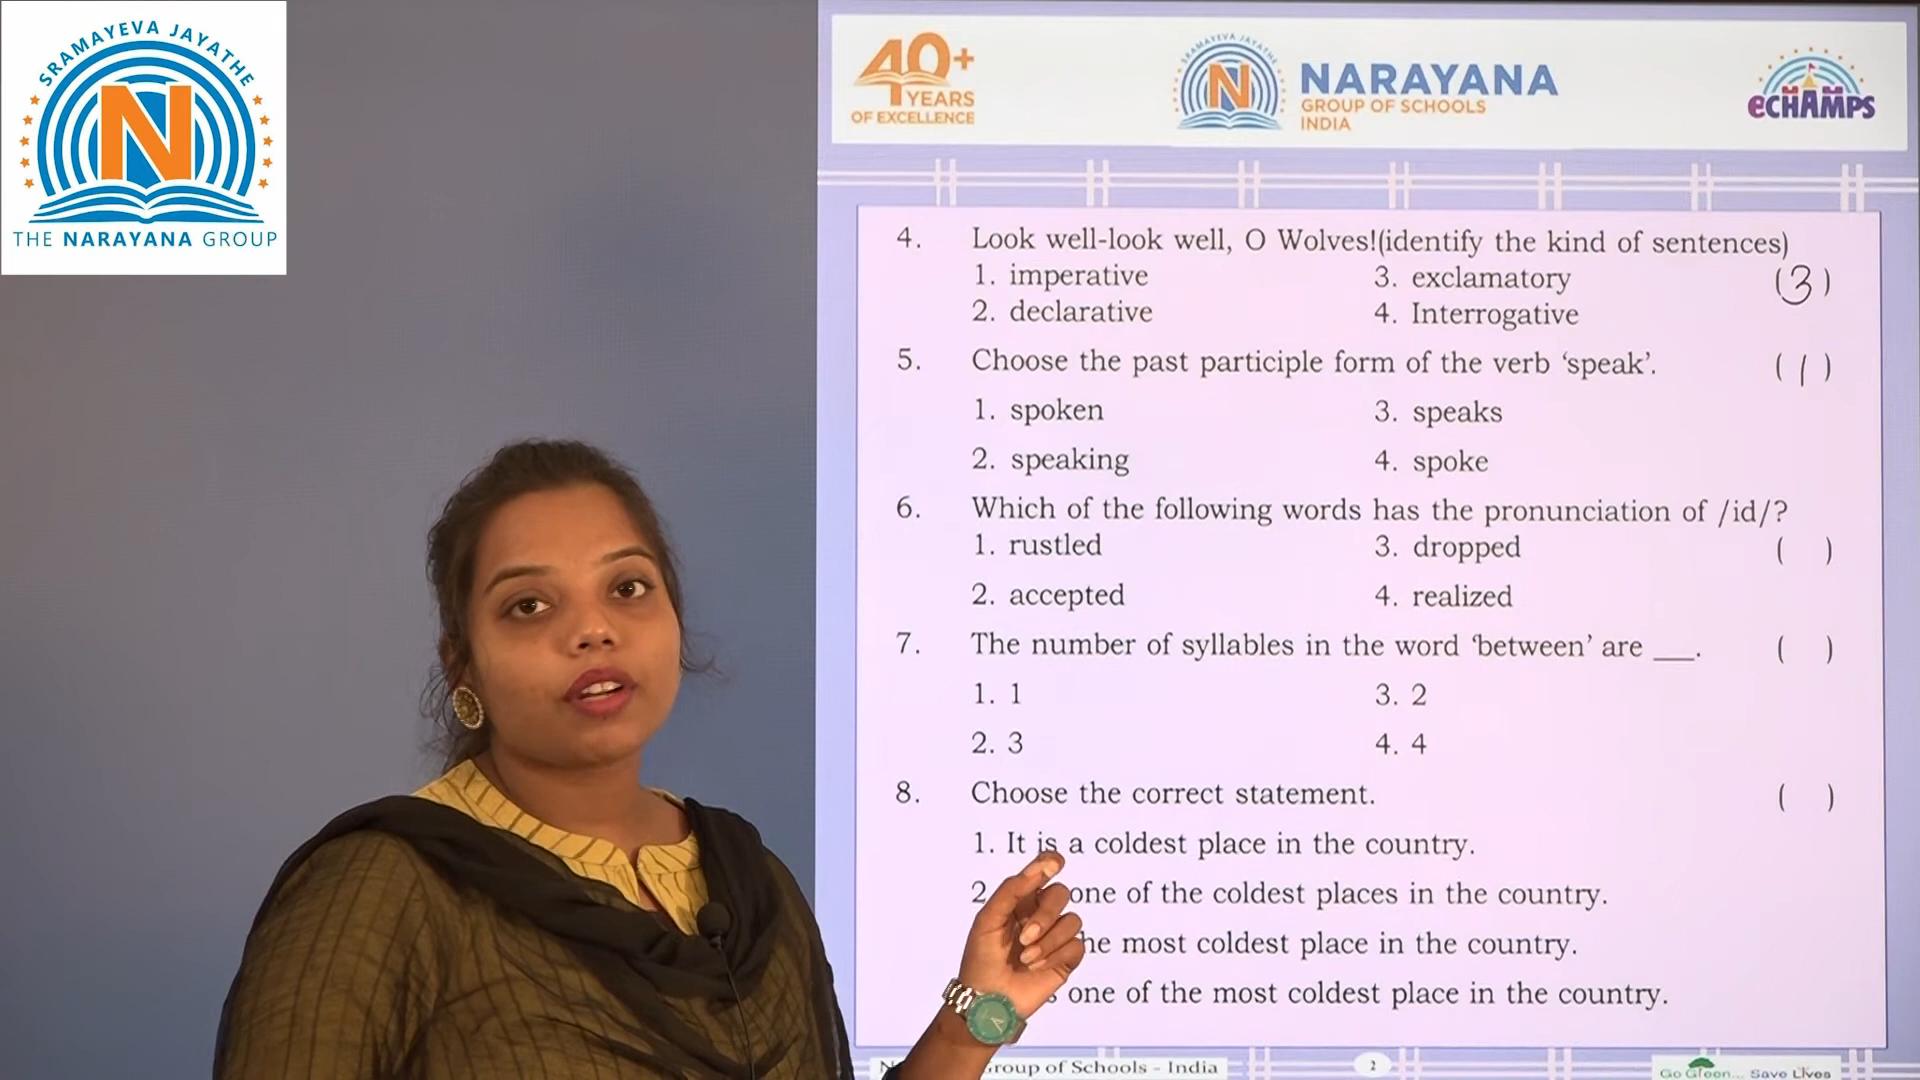 SRAMAYEVA JAYATHE
N
THE NARAYANA GROUP
40+
YEARS
OF EXCELLENCE
SRAMAYEVA JAYATHE
N
NARAYANA
GROUP OF SCHOOLS
INDIA
eCHAMPS
4. Look well-look well, O Wolves!(identify the kind of sentences)
1. imperative 3. exclamatory (3)
2. declarative 4. Interrogative
5. Choose the past participle form of the verb ‘speak’. (1)
1. spoken 3. speaks
2. speaking 4. spoke
6. Which of the following words has the pronunciation of /id/?
1. rustled 3. dropped ( )
2. accepted 4. realized
7. The number of syllables in the word ‘between’ are ___. ( )
1. 1 3. 2
2. 3 4. 4
8. Choose the correct statement. ( )
1. It is a coldest place in the country.
2 one of the coldest places in the country.
most coldest place in the country.
one of the most coldest place in the country.
Group of Schools - India
2
Go Green... Save Lives